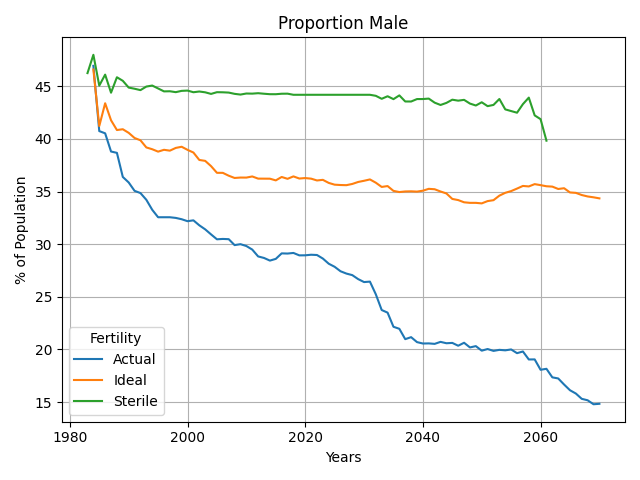 Proportion Male
% of Population
45
40
35
30
25
20
15
Fertility
Actual
Ideal
Sterile
1980
2000
2020
2040
2060
Years